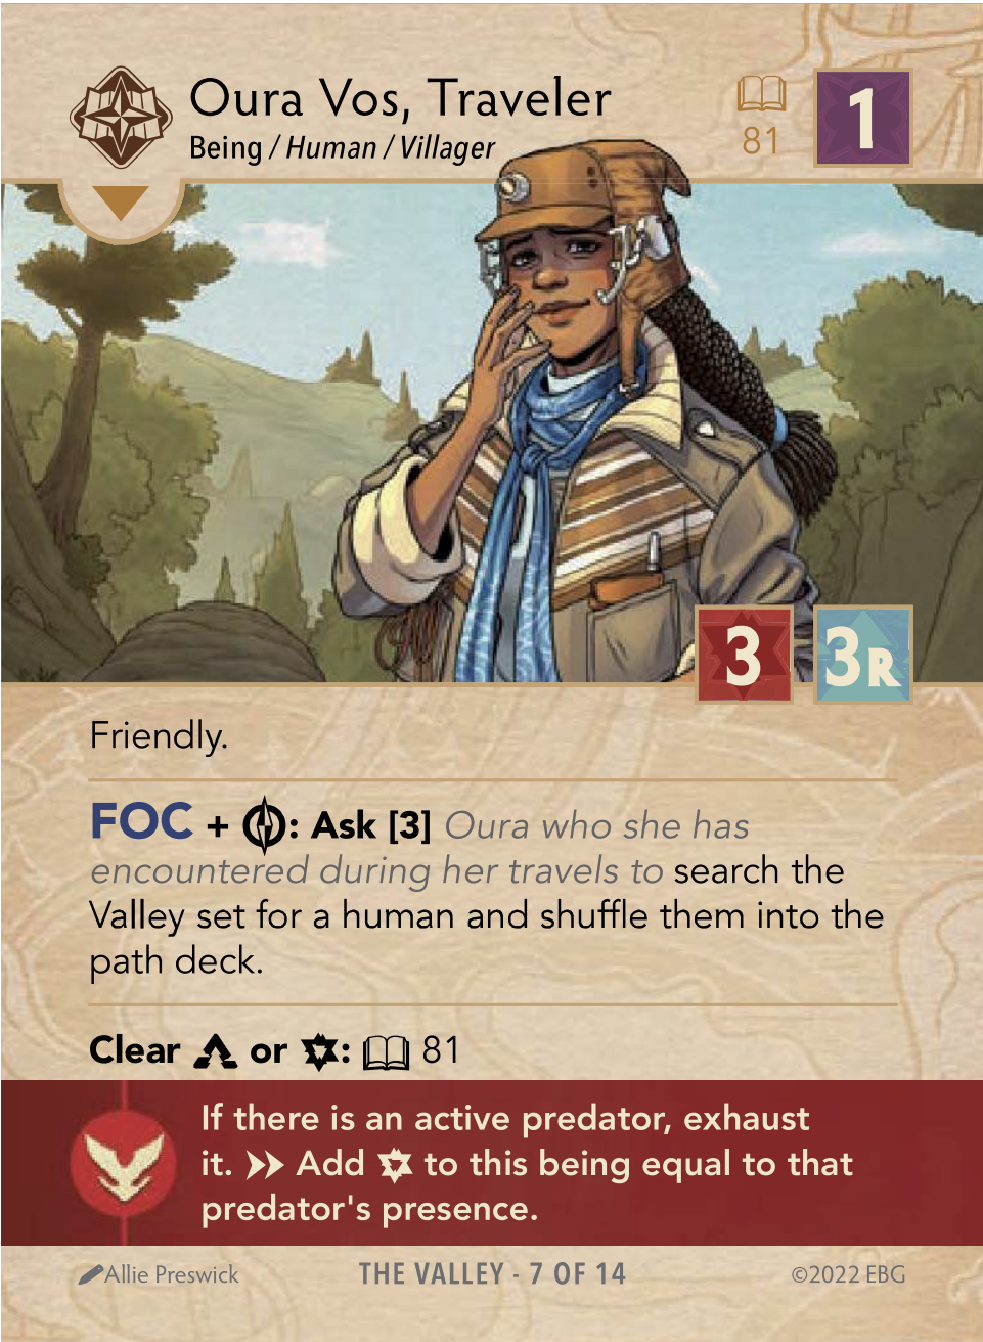 Oura Vos, Traveler
Being / Human / Villager
81
1
3
3R
Friendly.
FOC + : Ask [3] Oura who she has
encountered during her travels to search the
Valley set for a human and shuffle them into the
path deck.
Clear or : 81
If there is an active predator, exhaust
it. Add to this being equal to that
predator's presence.
Allie Preswick
THE VALLEY - 7 OF 14
©2022 EBG